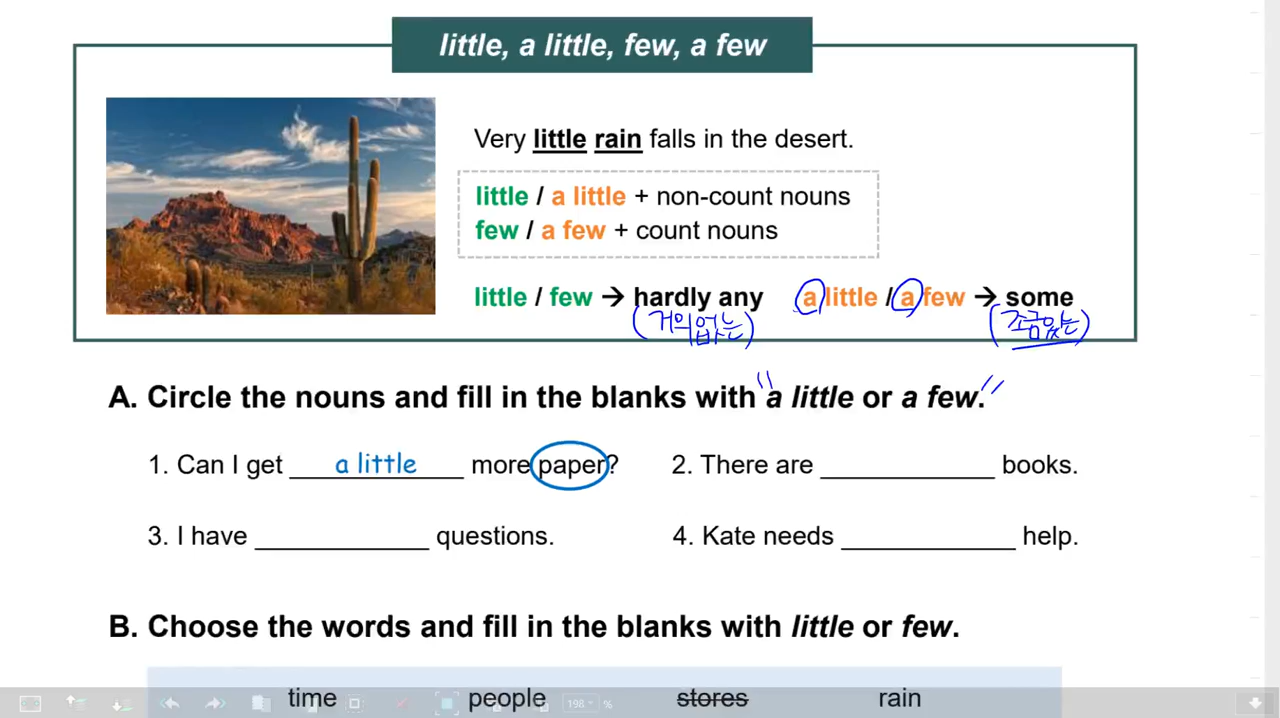 little, a little, few, a few
Very little rain falls in the desert.
little / a little + non-count nouns
few / a few + count nouns
little / few → hardly any a little / a few → some
(거의없는) (조금있는)
A. Circle the nouns and fill in the blanks with "a little or a few."
1. Can I get a little more paper? 2. There are ____________ books.
3. I have ____________ questions. 4. Kate needs ____________ help.
B. Choose the words and fill in the blanks with little or few.
time people stores rain
198 %